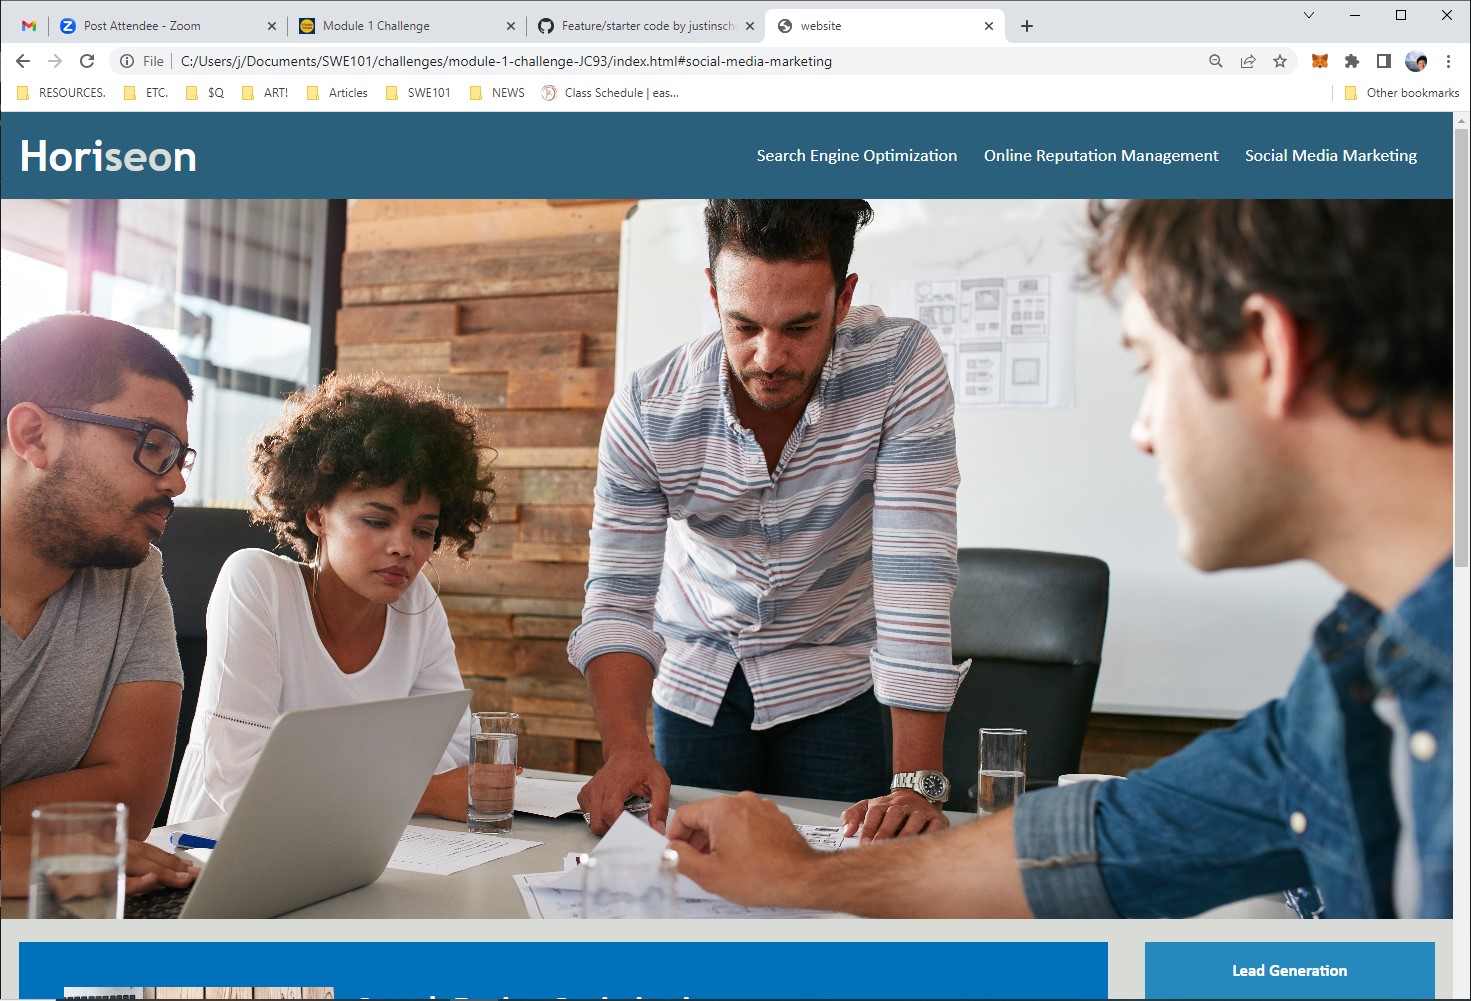 Post Attendee - Zoom
Module 1 Challenge
Feature/starter code by justinsch
website
File
C:/Users/j/Documents/SWE101/challenges/module-1-challenge-JC93/index.html#social-media-marketing
RESOURCES.
ETC.
$Q
ART!
Articles
SWE101
NEWS
Class Schedule | eas...
Other bookmarks
Horiseon
Search Engine Optimization
Online Reputation Management
Social Media Marketing
Lead Generation